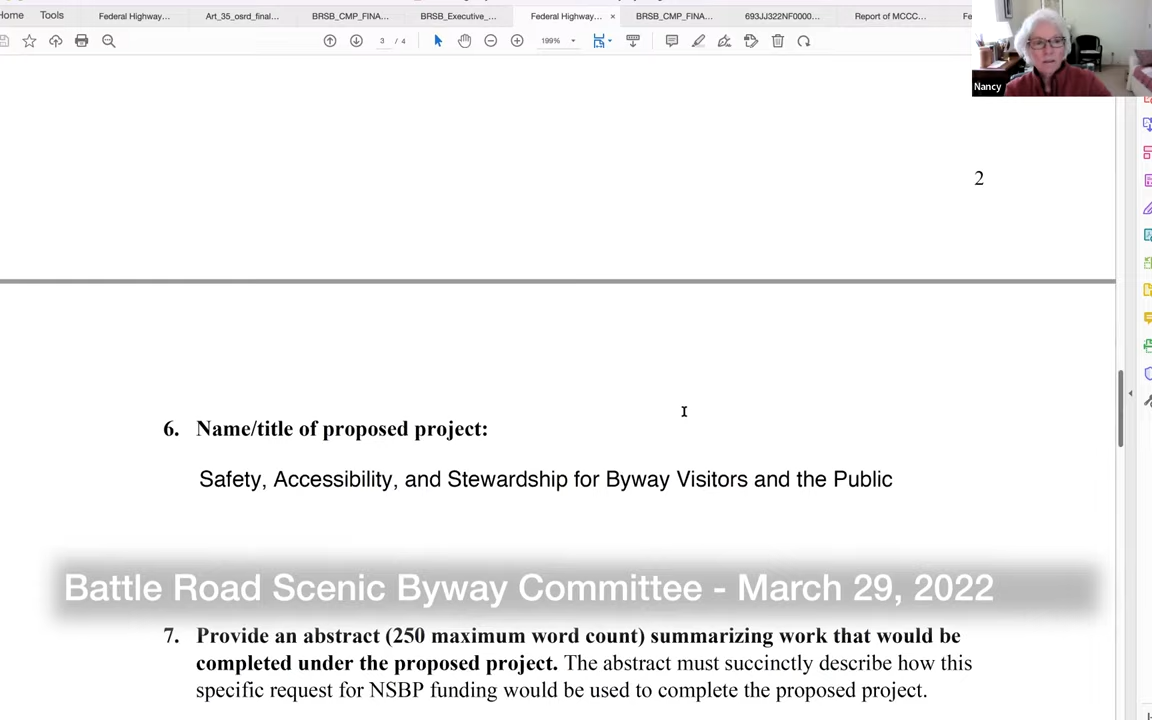 Home Tools Federal Highway... Art_35_osrd_final... BRSB_CMP_FINA... BRSB_Executive_... Federal Highway... × BRSB_CMP_FINA... 693JJ322NF0000... Report of MCCC...
3 / 4 199%
Nancy
2
6. Name/title of proposed project:
Safety, Accessibility, and Stewardship for Byway Visitors and the Public
Battle Road Scenic Byway Committee - March 29, 2022
7. Provide an abstract (250 maximum word count) summarizing work that would be
completed under the proposed project. The abstract must succinctly describe how this
specific request for NSBP funding would be used to complete the proposed project.